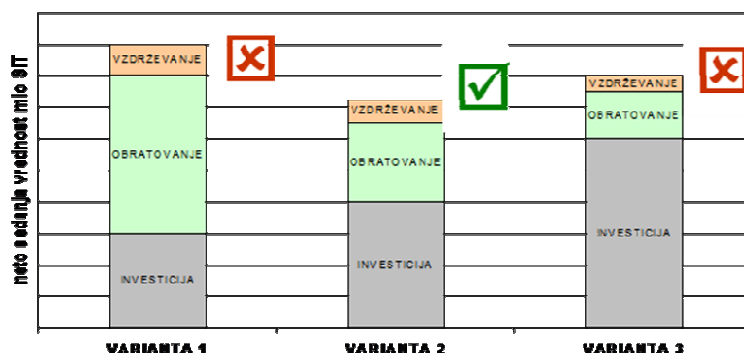 neto sedanja vrednost mio SIT
VZDRŽEVANJE
OBRATOVANJE
INVESTICIJA
VZDRŽEVANJE
OBRATOVANJE
INVESTICIJA
VZDRŽEVANJE
OBRATOVANJE
INVESTICIJA
VARIANTA 1
VARIANTA 2
VARIANTA 3